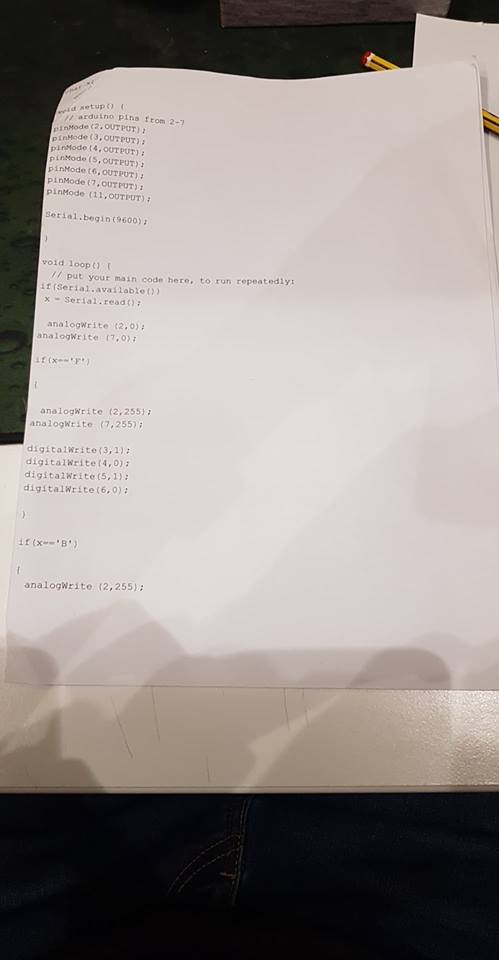 void setup() {
// arduino pins from 2-7
pinMode(2,OUTPUT);
pinMode(3,OUTPUT);
pinMode(4,OUTPUT);
pinMode(5,OUTPUT);
pinMode(6,OUTPUT);
pinMode(7,OUTPUT);
pinMode (11,OUTPUT);
Serial.begin(9600);
}
void loop() {
// put your main code here, to run repeatedly:
if(Serial.available())
x = Serial.read();
analogWrite (2,0);
analogWrite (7,0);
if(x=='F')
{
analogWrite (2,255);
analogWrite (7,255);
digitalWrite(3,1);
digitalWrite(4,0);
digitalWrite(5,1);
digitalWrite(6,0);
}
if(x=='B')
{
analogWrite (2,255);